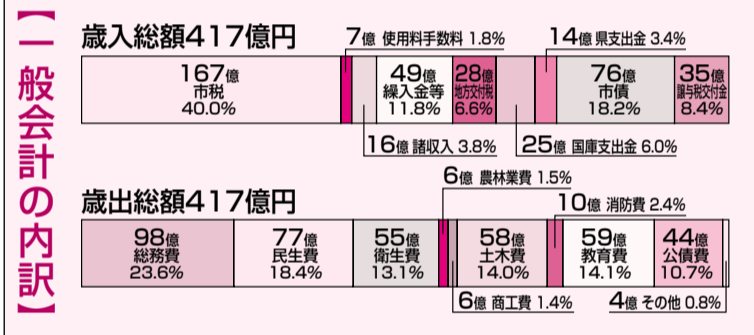 【一般会計の内訳】
歳入総額417億円
7億 使用料手数料 1.8%
14億 県支出金 3.4%
167億
市税
40.0%
49億
繰入金等
11.8%
28億
地方交付税
6.6%
76億
市債
18.2%
35億
譲与税交付金
8.4%
16億 諸収入 3.8%
25億 国庫支出金 6.0%
歳出総額417億円
6億 農林業費 1.5%
10億 消防費 2.4%
98億
総務費
23.6%
77億
民生費
18.4%
55億
衛生費
13.1%
58億
土木費
14.0%
59億
教育費
14.1%
44億
公債費
10.7%
6億 商工費 1.4%
4億 その他 0.8%